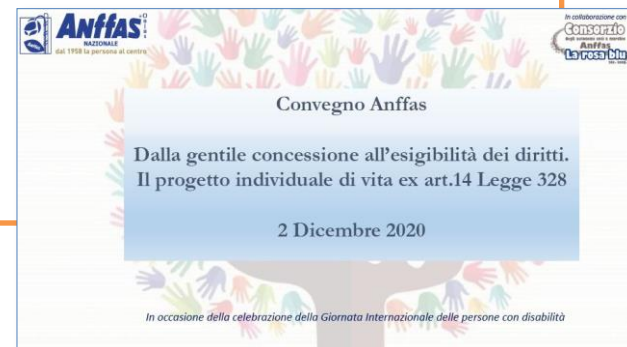 Anffas Onlus
NAZIONALE
dal 1958 la persona al centro
In collaborazione con
Consorzio
Anffas
La rosa blu
Convegno Anffas
Dalla gentile concessione all’esigibilità dei diritti.
Il progetto individuale di vita ex art.14 Legge 328
2 Dicembre 2020
In occasione della celebrazione della Giornata Internazionale delle persone con disabilità